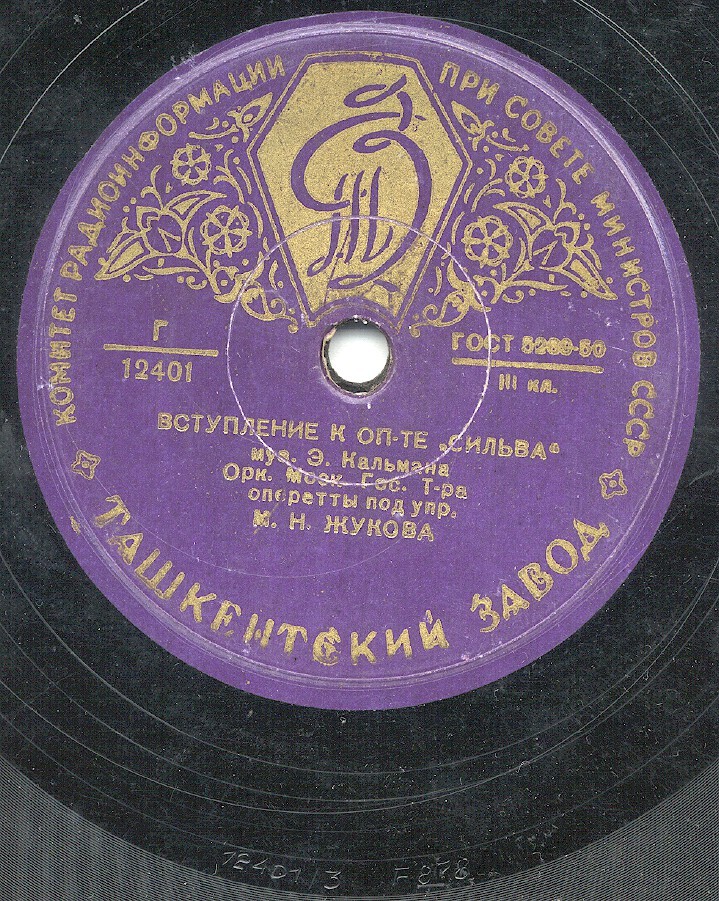 КОМИТЕТ РАДИОИНФОРМАЦИИ ПРИ СОВЕТЕ МИНИСТРОВ СССР
Г
12401
ГОСТ 5289-50
III кл.
ВСТУПЛЕНИЕ К ОП-ТЕ „СИЛЬВА"
муз. Э. Кальмана
Орк. Моск. Гос. Т-ра
оперетты под упр.
М. Н. ЖУКОВА
ТАШКЕНТСКИЙ ЗАВОД
12401/3 F878